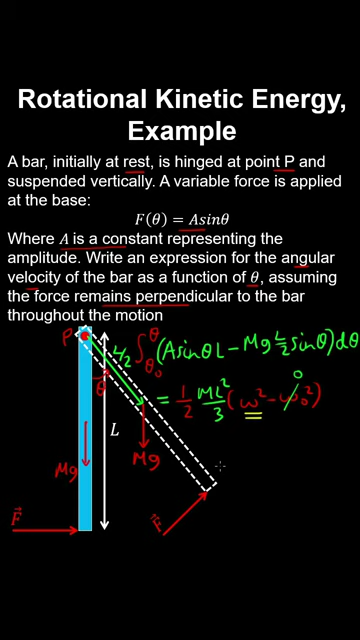 Rotational Kinetic Energy,
Example
A bar, initially at rest, is hinged at point P and
suspended vertically. A variable force is applied
at the base:
F(θ) = Asinθ
Where A is a constant representing the
amplitude. Write an expression for the angular
velocity of the bar as a function of θ, assuming
the force remains perpendicular to the bar
throughout the motion
P L/2 ∫θ₀^θ (AsinθL − Mg L/2 sinθ)dθ
θ = 1/2 ML²/3 (ω² − ω₀²) 0
L
Mg Mg
F⃗ F⃗